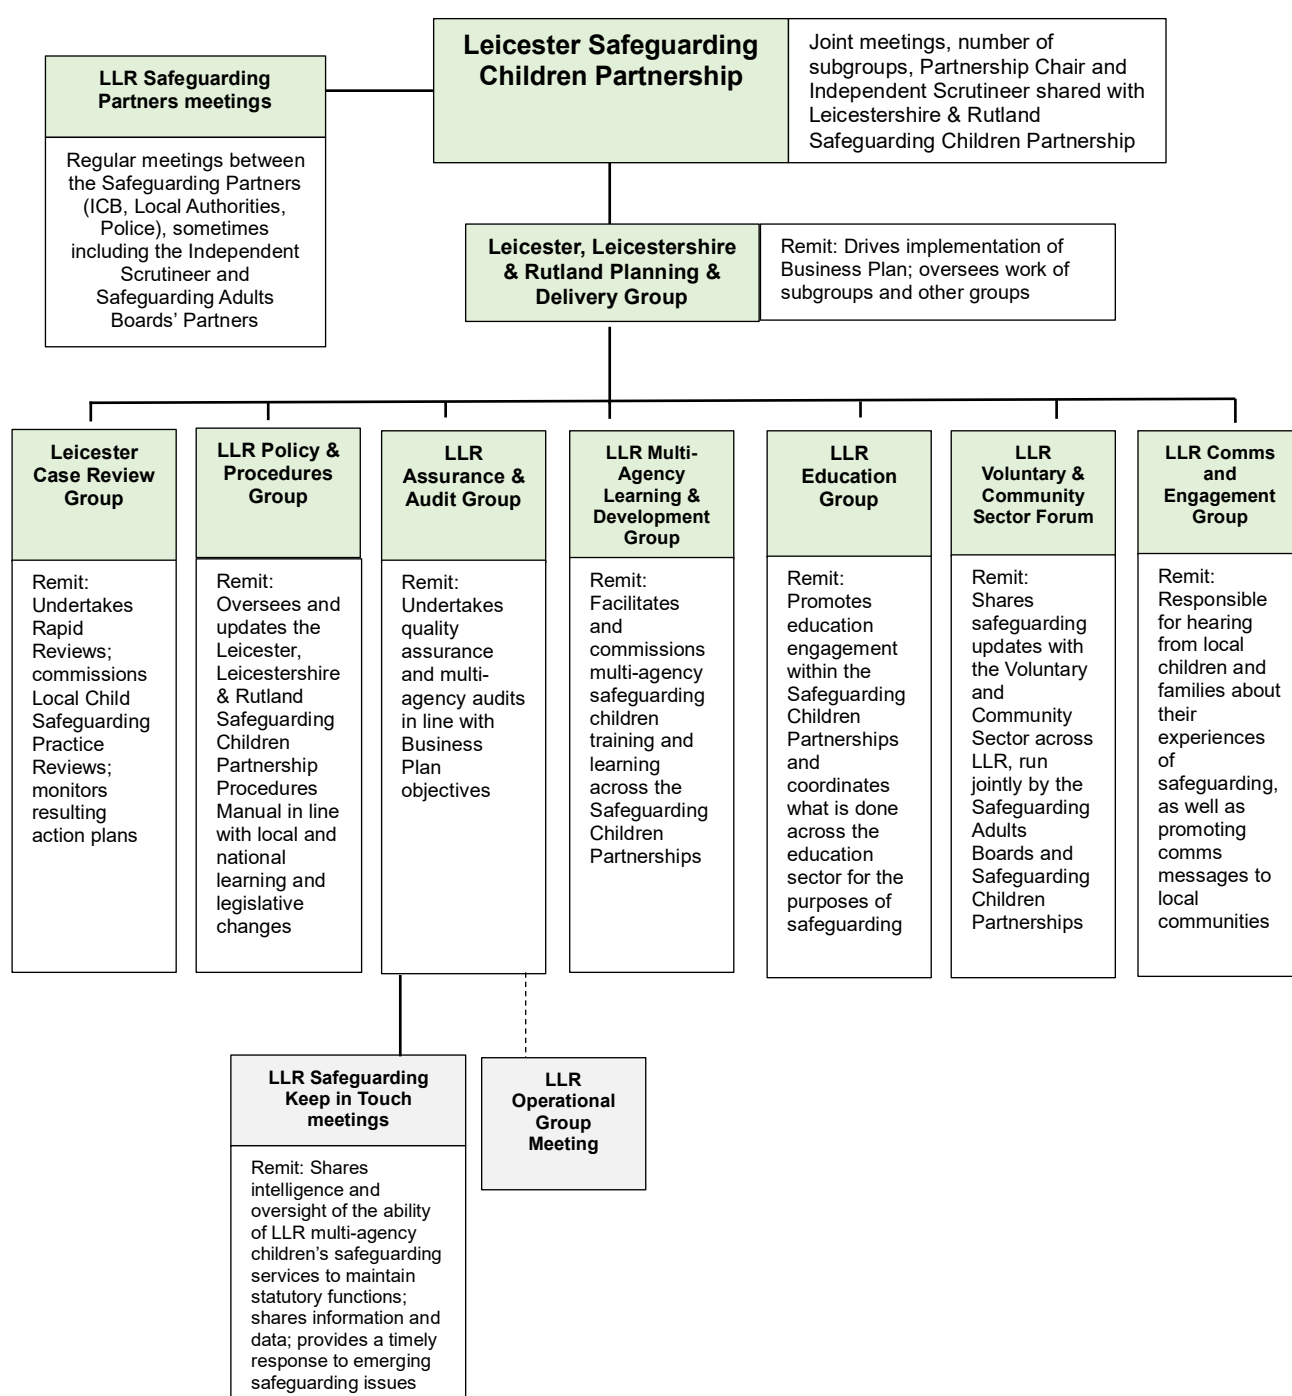 Leicester Safeguarding
Children Partnership
Joint meetings, number of
subgroups, Partnership Chair and
Independent Scrutineer shared with
Leicestershire & Rutland
Safeguarding Children Partnership
LLR Safeguarding
Partners meetings
Regular meetings between
the Safeguarding Partners
(ICB, Local Authorities,
Police), sometimes
including the Independent
Scrutineer and
Safeguarding Adults
Boards’ Partners
Leicester, Leicestershire
& Rutland Planning &
Delivery Group
Remit: Drives implementation of
Business Plan; oversees work of
subgroups and other groups
Leicester
Case Review
Group
Remit:
Undertakes
Rapid
Reviews;
commissions
Local Child
Safeguarding
Practice
Reviews;
monitors
resulting
action plans
LLR Policy &
Procedures
Group
Remit:
Oversees and
updates the
Leicester,
Leicestershire
& Rutland
Safeguarding
Children
Partnership
Procedures
Manual in line
with local and
national
learning and
legislative
changes
LLR
Assurance &
Audit Group
Remit:
Undertakes
quality
assurance
and multi-
agency audits
in line with
Business
Plan
objectives
LLR Multi-
Agency
Learning &
Development
Group
Remit:
Facilitates
and
commissions
multi-agency
safeguarding
children
training and
learning
across the
Safeguarding
Children
Partnerships
LLR
Education
Group
Remit:
Promotes
education
engagement
within the
Safeguarding
Children
Partnerships
and
coordinates
what is done
across the
education
sector for the
purposes of
safeguarding
LLR
Voluntary &
Community
Sector Forum
Remit:
Shares
safeguarding
updates with
the Voluntary
and
Community
Sector across
LLR, run
jointly by the
Safeguarding
Adults
Boards and
Safeguarding
Children
Partnerships
LLR Comms
and
Engagement
Group
Remit:
Responsible
for hearing
from local
children and
families about
their
experiences
of
safeguarding,
as well as
promoting
comms
messages to
local
communities
LLR Safeguarding
Keep in Touch
meetings
Remit: Shares
intelligence and
oversight of the ability
of LLR multi-agency
children’s safeguarding
services to maintain
statutory functions;
shares information and
data; provides a timely
response to emerging
safeguarding issues
LLR
Operational
Group
Meeting